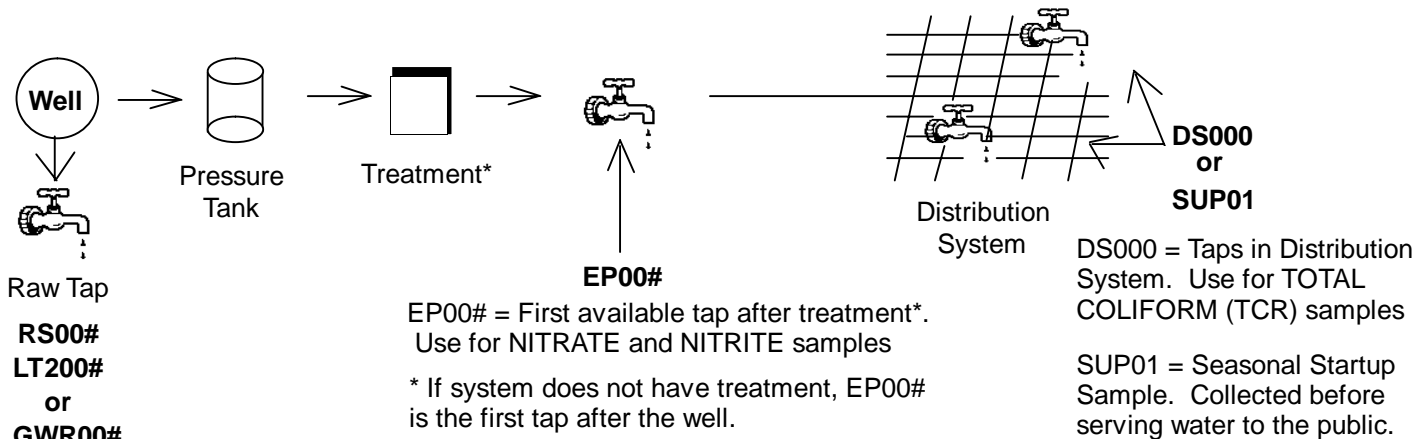 Well
Pressure
Tank
Treatment*
Raw Tap
RS00#
LT200#
or
GWR00#
EP00#
EP00# = First available tap after treatment*.
Use for NITRATE and NITRITE samples
* If system does not have treatment, EP00#
is the first tap after the well.
Distribution
System
DS000
or
SUP01
DS000 = Taps in Distribution
System. Use for TOTAL
COLIFORM (TCR) samples
SUP01 = Seasonal Startup
Sample. Collected before
serving water to the public.